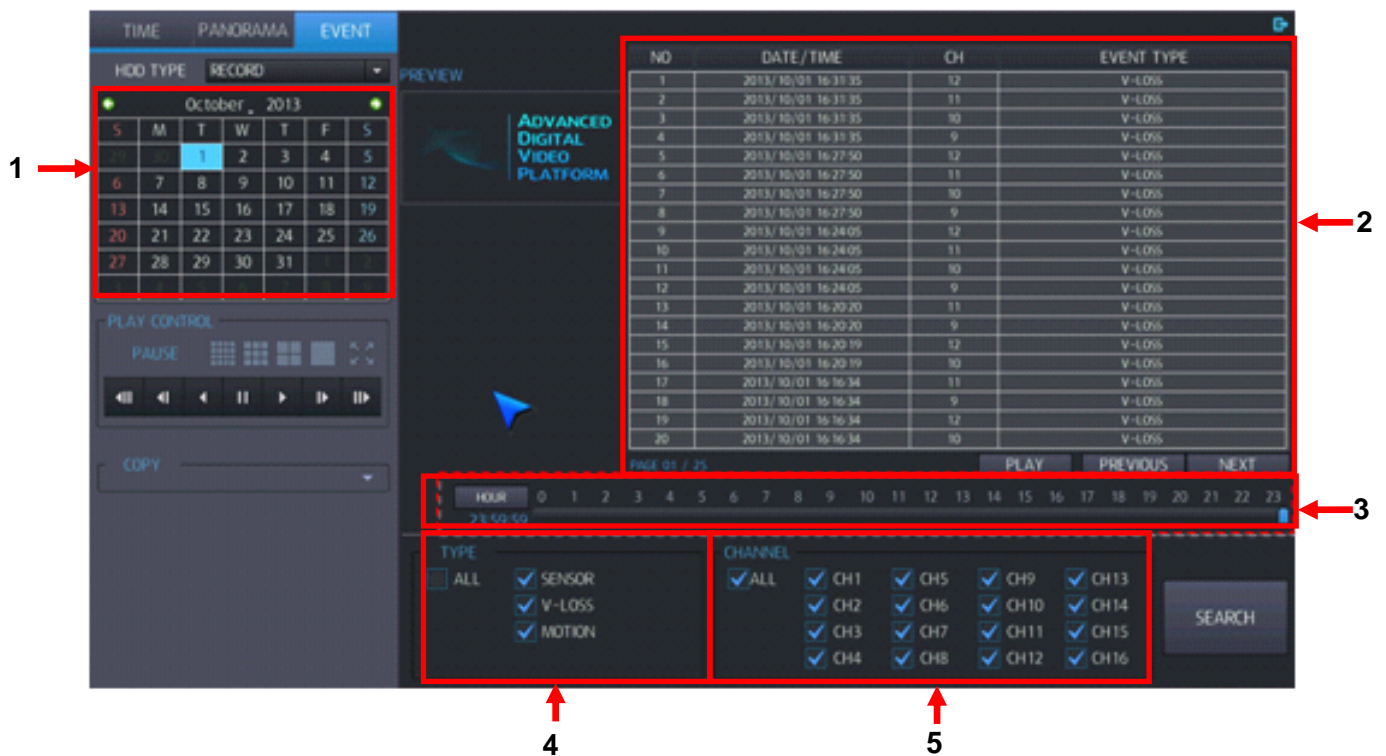 TIME PANORAMA EVENT
HDD TYPE RECORD
October 2013
S M T W T F S
29 30 1 2 3 4 5
6 7 8 9 10 11 12
13 14 15 16 17 18 19
20 21 22 23 24 25 26
27 28 29 30 31 1 2
3 4 5 6 7 8 9
1
PLAY CONTROL
PAUSE
COPY
PREVIEW
ADVANCED
DIGITAL
VIDEO
PLATFORM
NO DATE/TIME CH EVENT TYPE
1 2013/10/01 16:31:35 12 V-LOSS
2 2013/10/01 16:31:35 11 V-LOSS
3 2013/10/01 16:31:35 10 V-LOSS
4 2013/10/01 16:31:35 9 V-LOSS
5 2013/10/01 16:27:50 12 V-LOSS
6 2013/10/01 16:27:50 11 V-LOSS
7 2013/10/01 16:27:50 10 V-LOSS
8 2013/10/01 16:27:50 9 V-LOSS
9 2013/10/01 16:24:05 12 V-LOSS
10 2013/10/01 16:24:05 11 V-LOSS
11 2013/10/01 16:24:05 10 V-LOSS
12 2013/10/01 16:24:05 9 V-LOSS
13 2013/10/01 16:20:20 11 V-LOSS
14 2013/10/01 16:20:20 9 V-LOSS
15 2013/10/01 16:20:19 12 V-LOSS
16 2013/10/01 16:20:19 10 V-LOSS
17 2013/10/01 16:16:34 11 V-LOSS
18 2013/10/01 16:16:34 9 V-LOSS
19 2013/10/01 16:16:34 12 V-LOSS
20 2013/10/01 16:16:34 10 V-LOSS
PAGE 01 / 25 PLAY PREVIOUS NEXT
2
HOUR 0 1 2 3 4 5 6 7 8 9 10 11 12 13 14 15 16 17 18 19 20 21 22 23
23:59:59
3
TYPE
ALL SENSOR
V-LOSS
MOTION
CHANNEL
ALL CH1 CH5 CH9 CH13
CH2 CH6 CH10 CH14
CH3 CH7 CH11 CH15
CH4 CH8 CH12 CH16
SEARCH
4
5